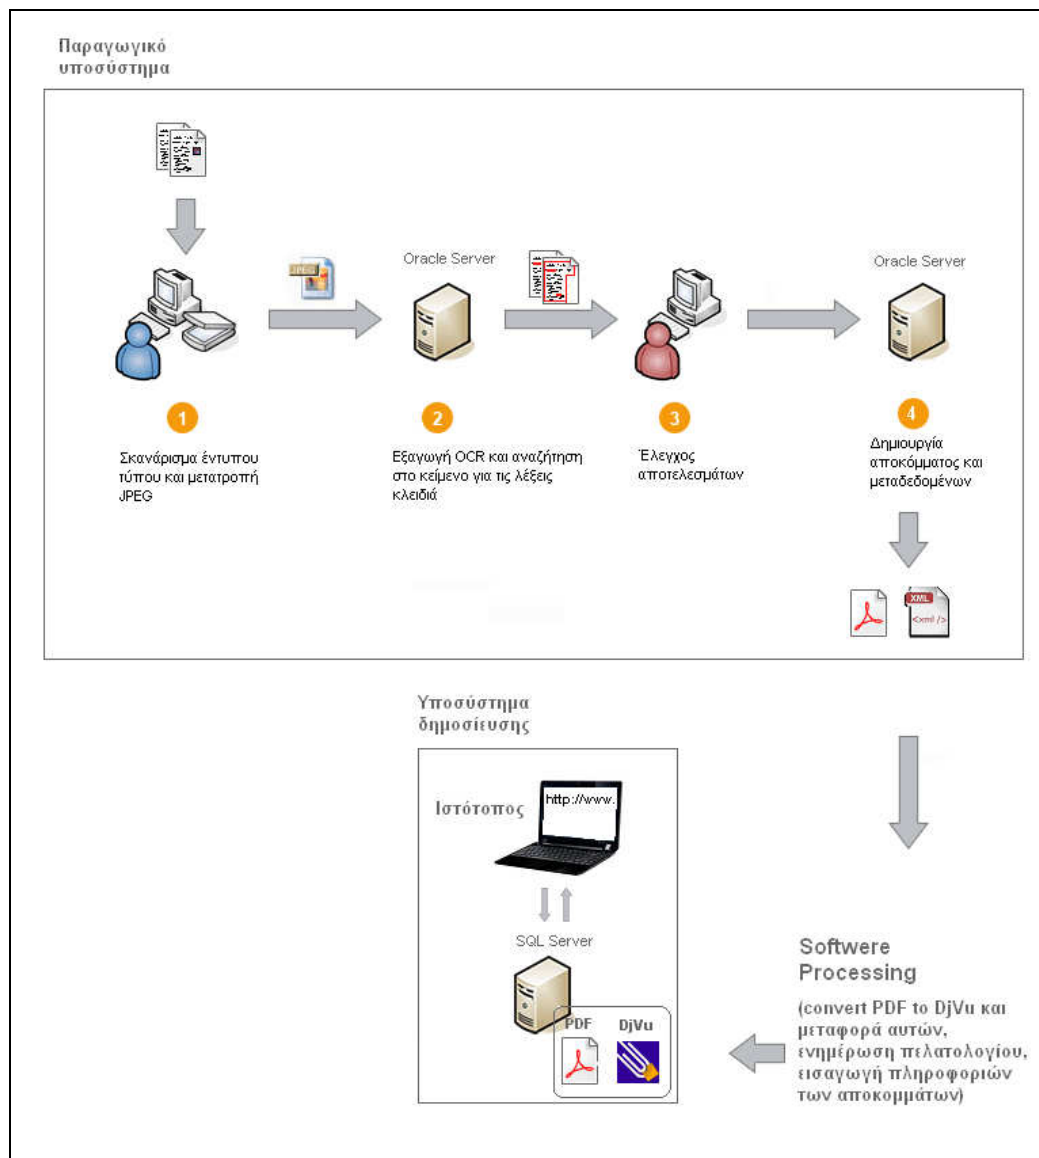 Παραγωγικό
υποσύστημα
JPEG
Oracle Server
Oracle Server
1
2
3
4
Σκανάρισμα έντυπου
τύπου και μετατροπή
JPEG
Εξαγωγή OCR και αναζήτηση
στο κείμενο για τις λέξεις
κλειδιά
Έλεγχος
αποτελεσμάτων
Δημιουργία
αποκόμματος και
μεταδεδομένων
XML
<xml />
Υποσύστημα
δημοσίευσης
Ιστότοπος
http://www.
SQL Server
PDF
DjVu
Softwere
Processing
(convert PDF to DjVu και
μεταφορά αυτών,
ενημέρωση πελατολογίου,
εισαγωγή πληροφοριών
των αποκομμάτων)